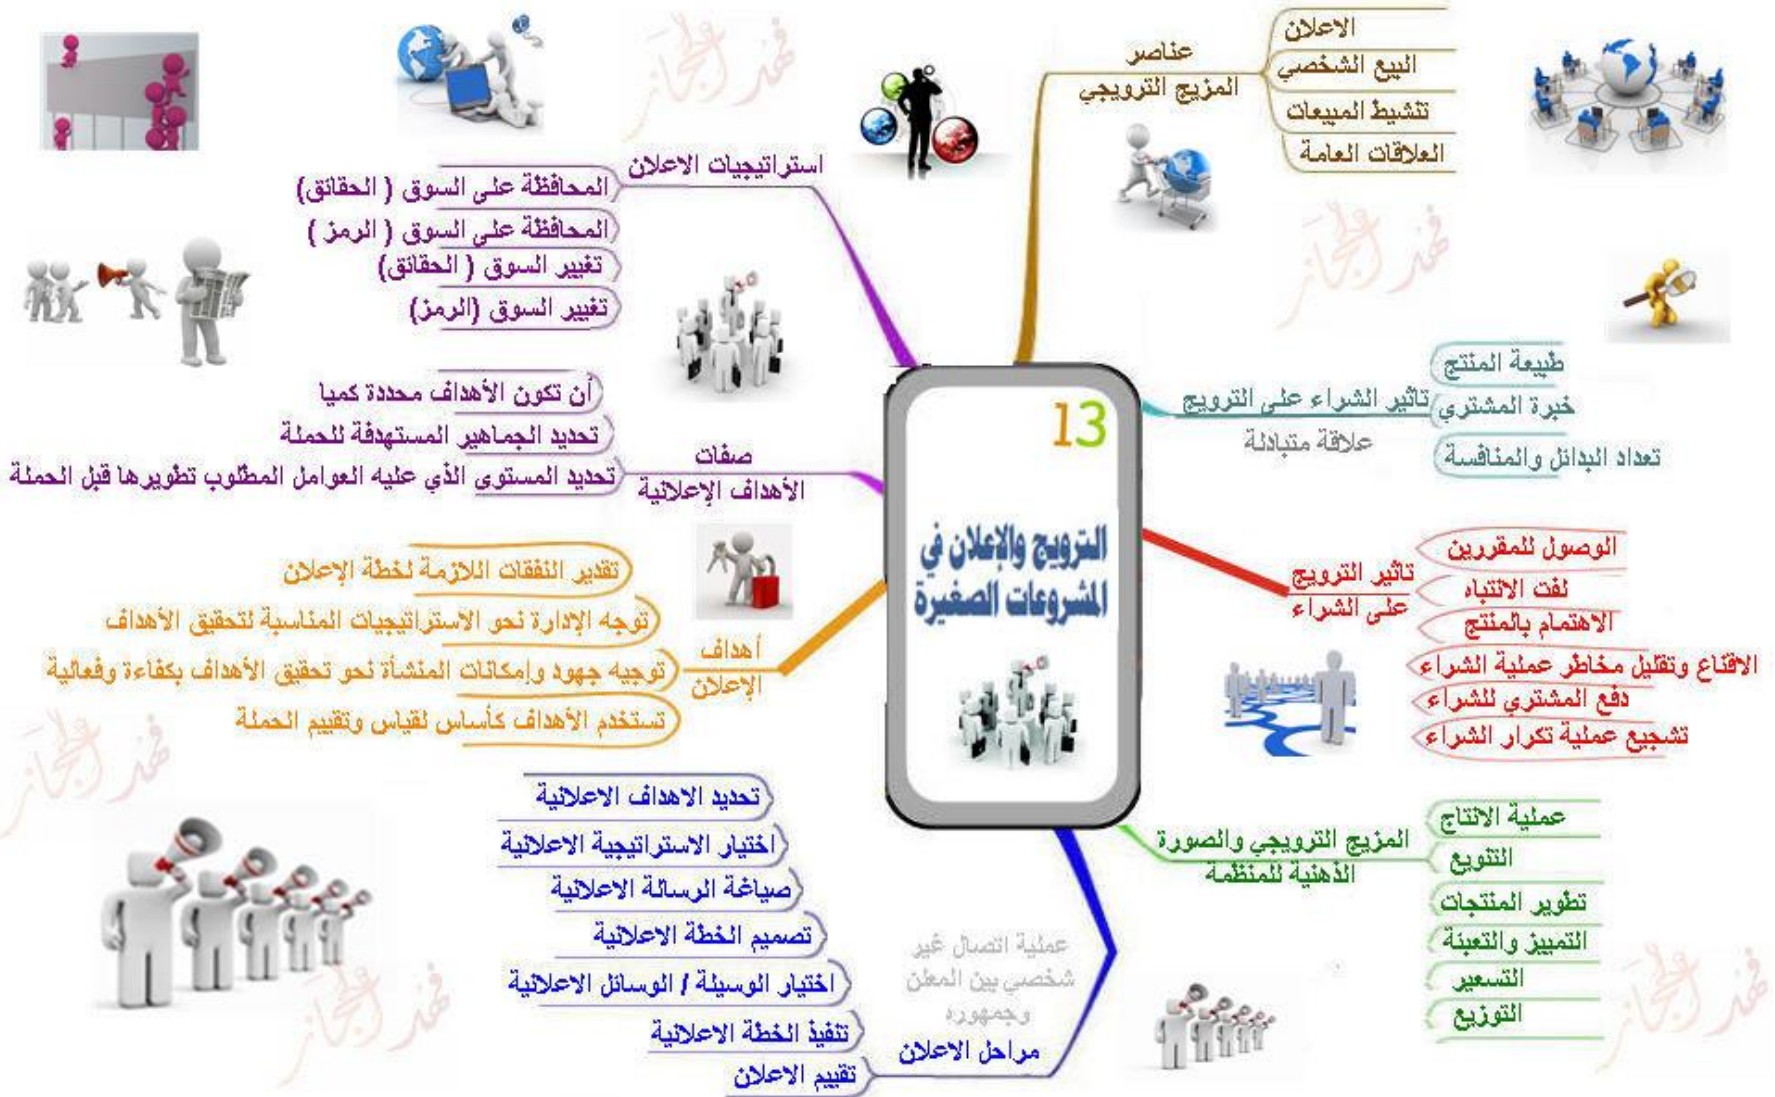 13
الترويج والإعلان في
المشروعات الصغيرة
عناصر
المزيج الترويجي
الاعلان
البيع الشخصي
تنشيط المبيعات
العلاقات العامة
تاثير الشراء على الترويج
علاقة متبادلة
طبيعة المنتج
خبرة المشتري
تعداد البدائل والمنافسة
تاثير الترويج
على الشراء
الوصول للمقررين
لفت الانتباه
الاهتمام بالمنتج
الاقناع وتقليل مخاطر عملية الشراء
دفع المشتري للشراء
تشجيع عملية تكرار الشراء
المزيج الترويجي والصورة
الذهنية للمنظمة
عملية الانتاج
التنويع
تطوير المنتجات
التمييز والتعبئة
التسعير
التوزيع
استراتيجيات الاعلان
المحافظة على السوق ( الحقائق)
المحافظة على السوق ( الرمز )
تغيير السوق ( الحقائق)
تغيير السوق (الرمز)
صفات
الأهداف الإعلانية
أن تكون الأهداف محددة كميا
تحديد الجماهير المستهدفة للحملة
تحديد المستوى الذي عليه العوامل المطلوب تطويرها قبل الحملة
أهداف
الإعلان
تقدير النفقات اللازمة لخطة الإعلان
توجه الإدارة نحو الاستراتيجيات المناسبة لتحقيق الأهداف
توجيه جهود وإمكانات المنشأة نحو تحقيق الأهداف بكفاءة وفعالية
تستخدم الأهداف كأساس لقياس وتقييم الحملة
عملية اتصال غير
شخصي بين المعلن
وجمهوره
مراحل الاعلان
تحديد الاهداف الاعلانية
اختيار الاستراتيجية الاعلانية
صياغة الرسالة الاعلانية
تصميم الخطة الاعلانية
اختيار الوسيلة / الوسائل الاعلانية
تنفيذ الخطة الاعلانية
تقييم الاعلان